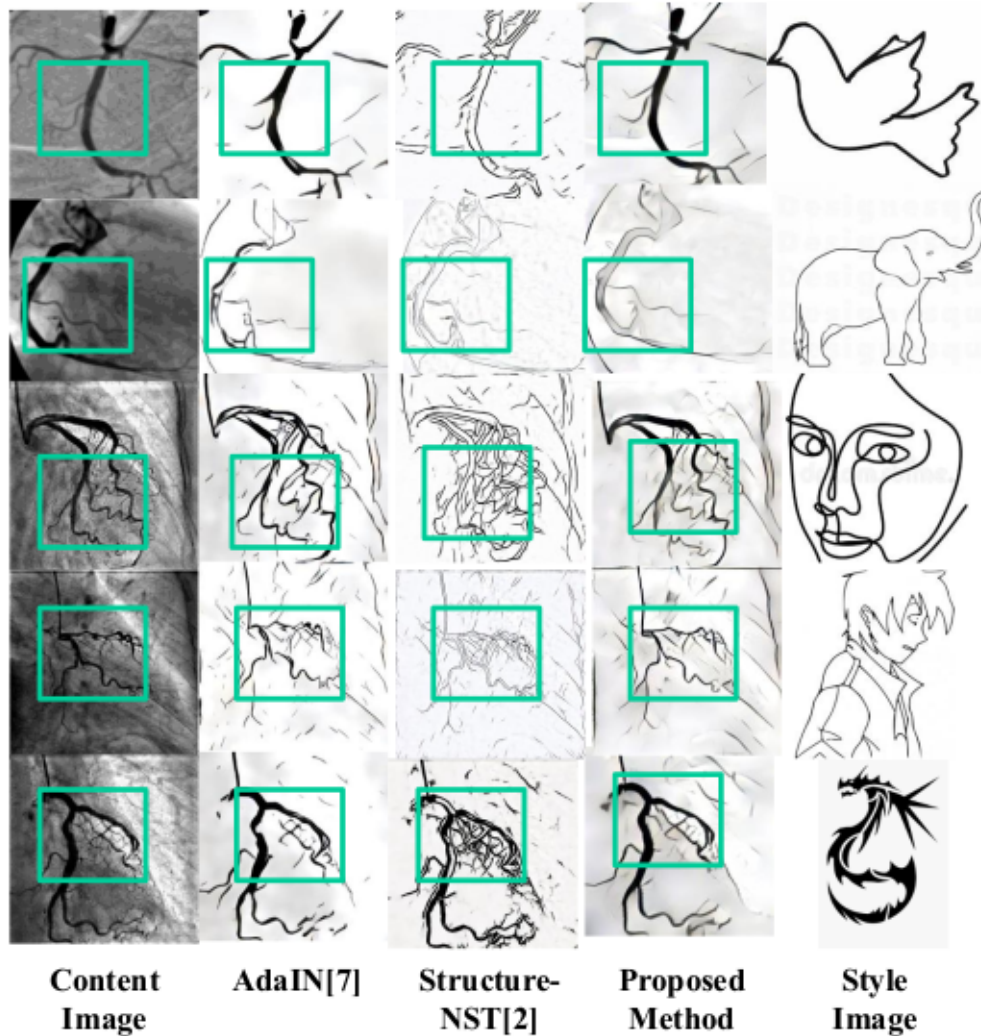 Content Image
AdaIN[7]
Structure-NST[2]
Proposed Method
Style Image